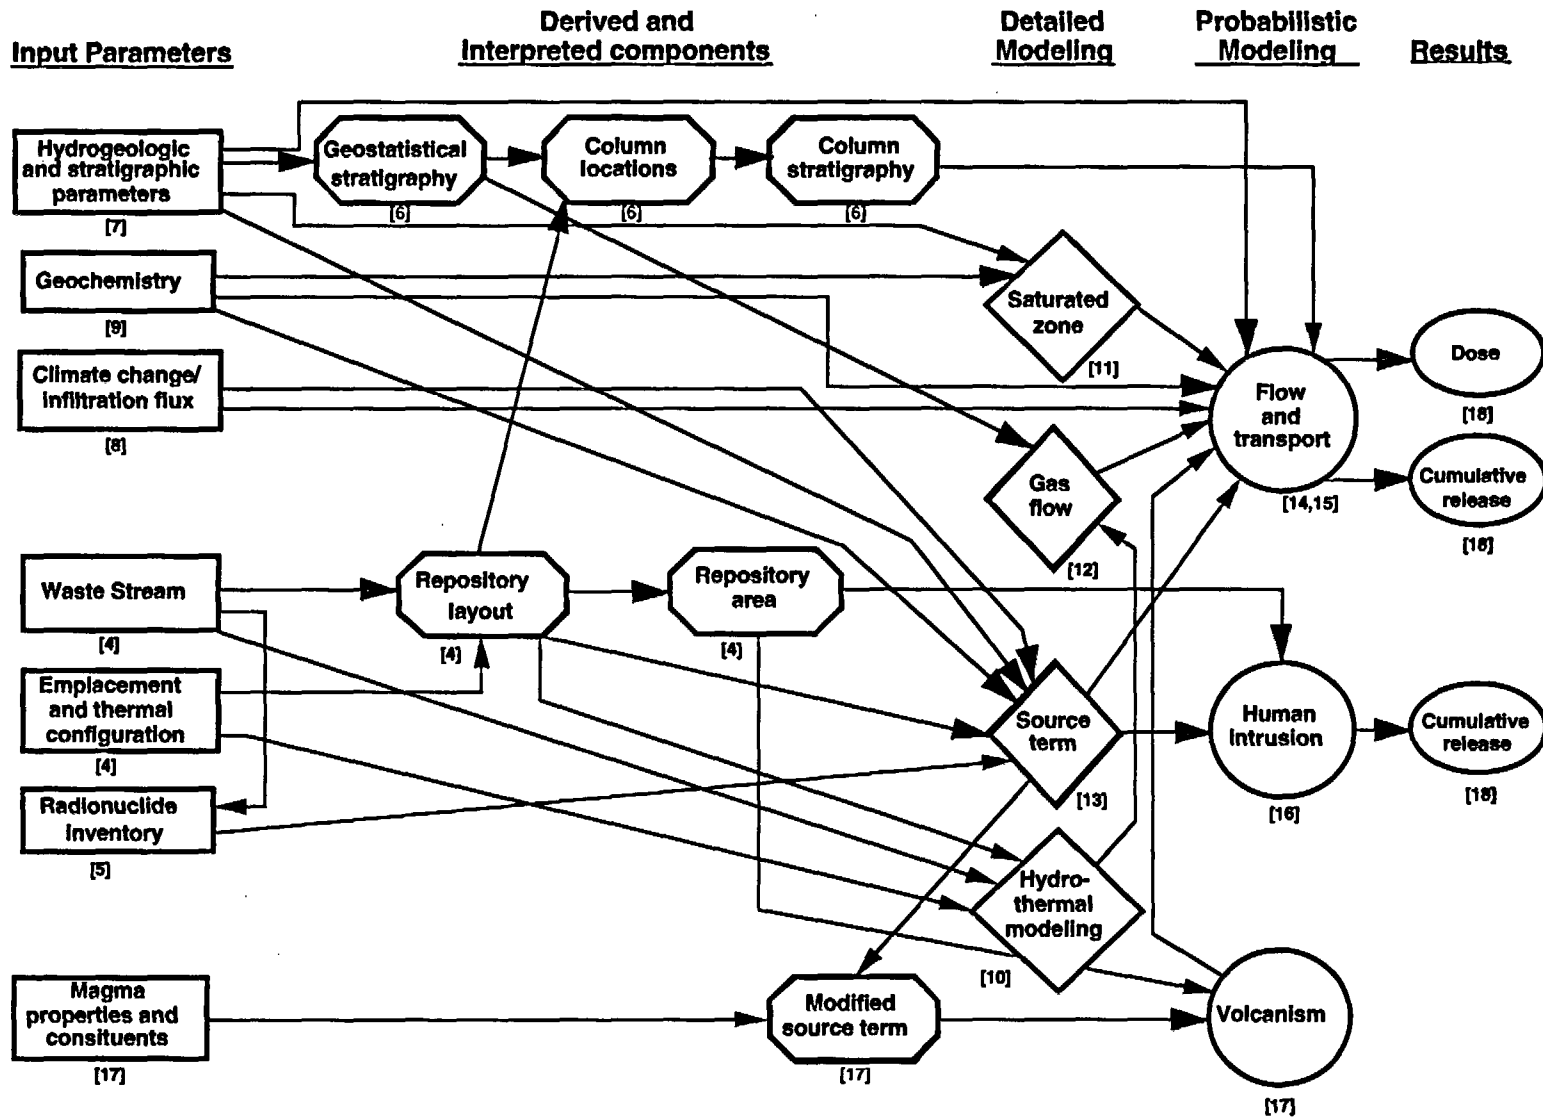 Derived and
Interpreted components
Detailed
Modeling
Probabilistic
Modeling
Input Parameters
Results
Hydrogeologic
and stratigraphic
parameters
[7]
Geostatistical
stratigraphy
[6]
Column
locations
[6]
Column
stratigraphy
[6]
Geochemistry
[9]
Saturated
zone
[11]
Climate change/
infiltration flux
[8]
Flow
and
transport
[14,15]
Dose
[18]
Gas
flow
[12]
Cumulative
release
[18]
Waste Stream
[4]
Repository
layout
[4]
Repository
area
[4]
Emplacement
and thermal
configuration
[4]
Source
term
[13]
Human
Intrusion
[16]
Cumulative
release
[18]
Radionuclide
Inventory
[5]
Hydro-
thermal
modeling
[10]
Magma
properties and
consituents
[17]
Modified
source term
[17]
Volcanism
[17]